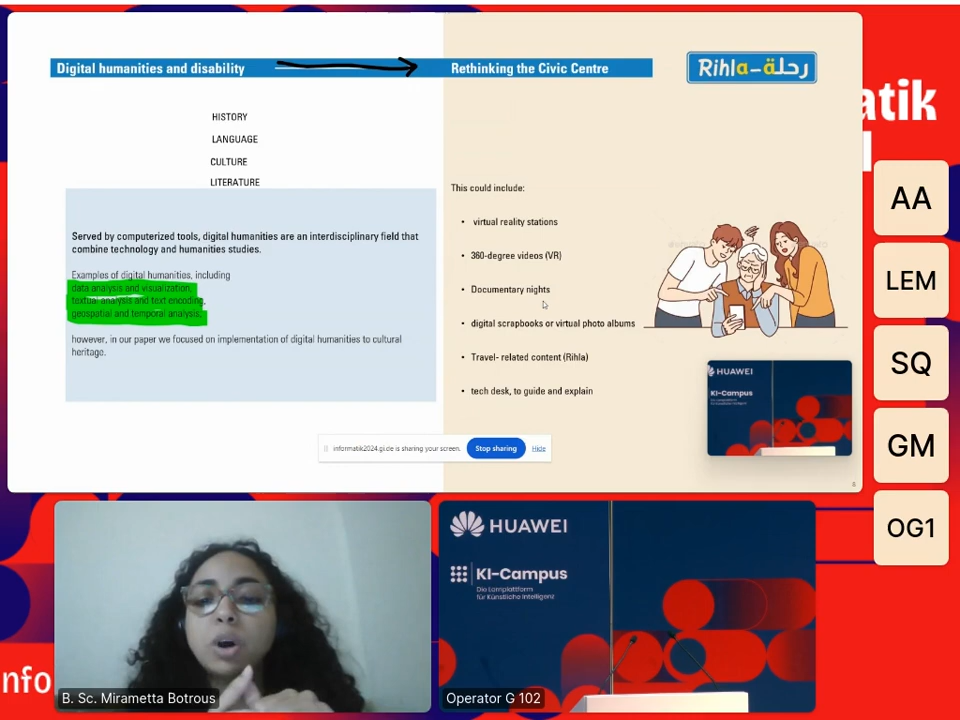 Digital humanities and disability
Rethinking the Civic Centre
Rihla-رحلة
HISTORY
LANGUAGE
CULTURE
LITERATURE
Served by computerized tools, digital humanities are an interdisciplinary field that
combine technology and humanities studies.
Examples of digital humanities, including
data analysis and visualization,
textual analysis and text encoding,
geospatial and temporal analysis;
however, in our paper we focused on implementation of digital humanities to cultural
heritage.
This could include:
• virtual reality stations
• 360-degree videos (VR)
• Documentary nights
• digital scrapbooks or virtual photo albums
• Travel- related content (Rihla)
• tech desk, to guide and explain
HUAWEI
KI-Campus
informatik2024.gi.de is sharing your screen.
Stop sharing
Hide
8
atik
AA
LEM
SQ
GM
OG1
nfo
B. Sc. Mirametta Botrous
HUAWEI
KI-Campus
Die Lernplattform
für Künstliche Intelligenz
Operator G 102